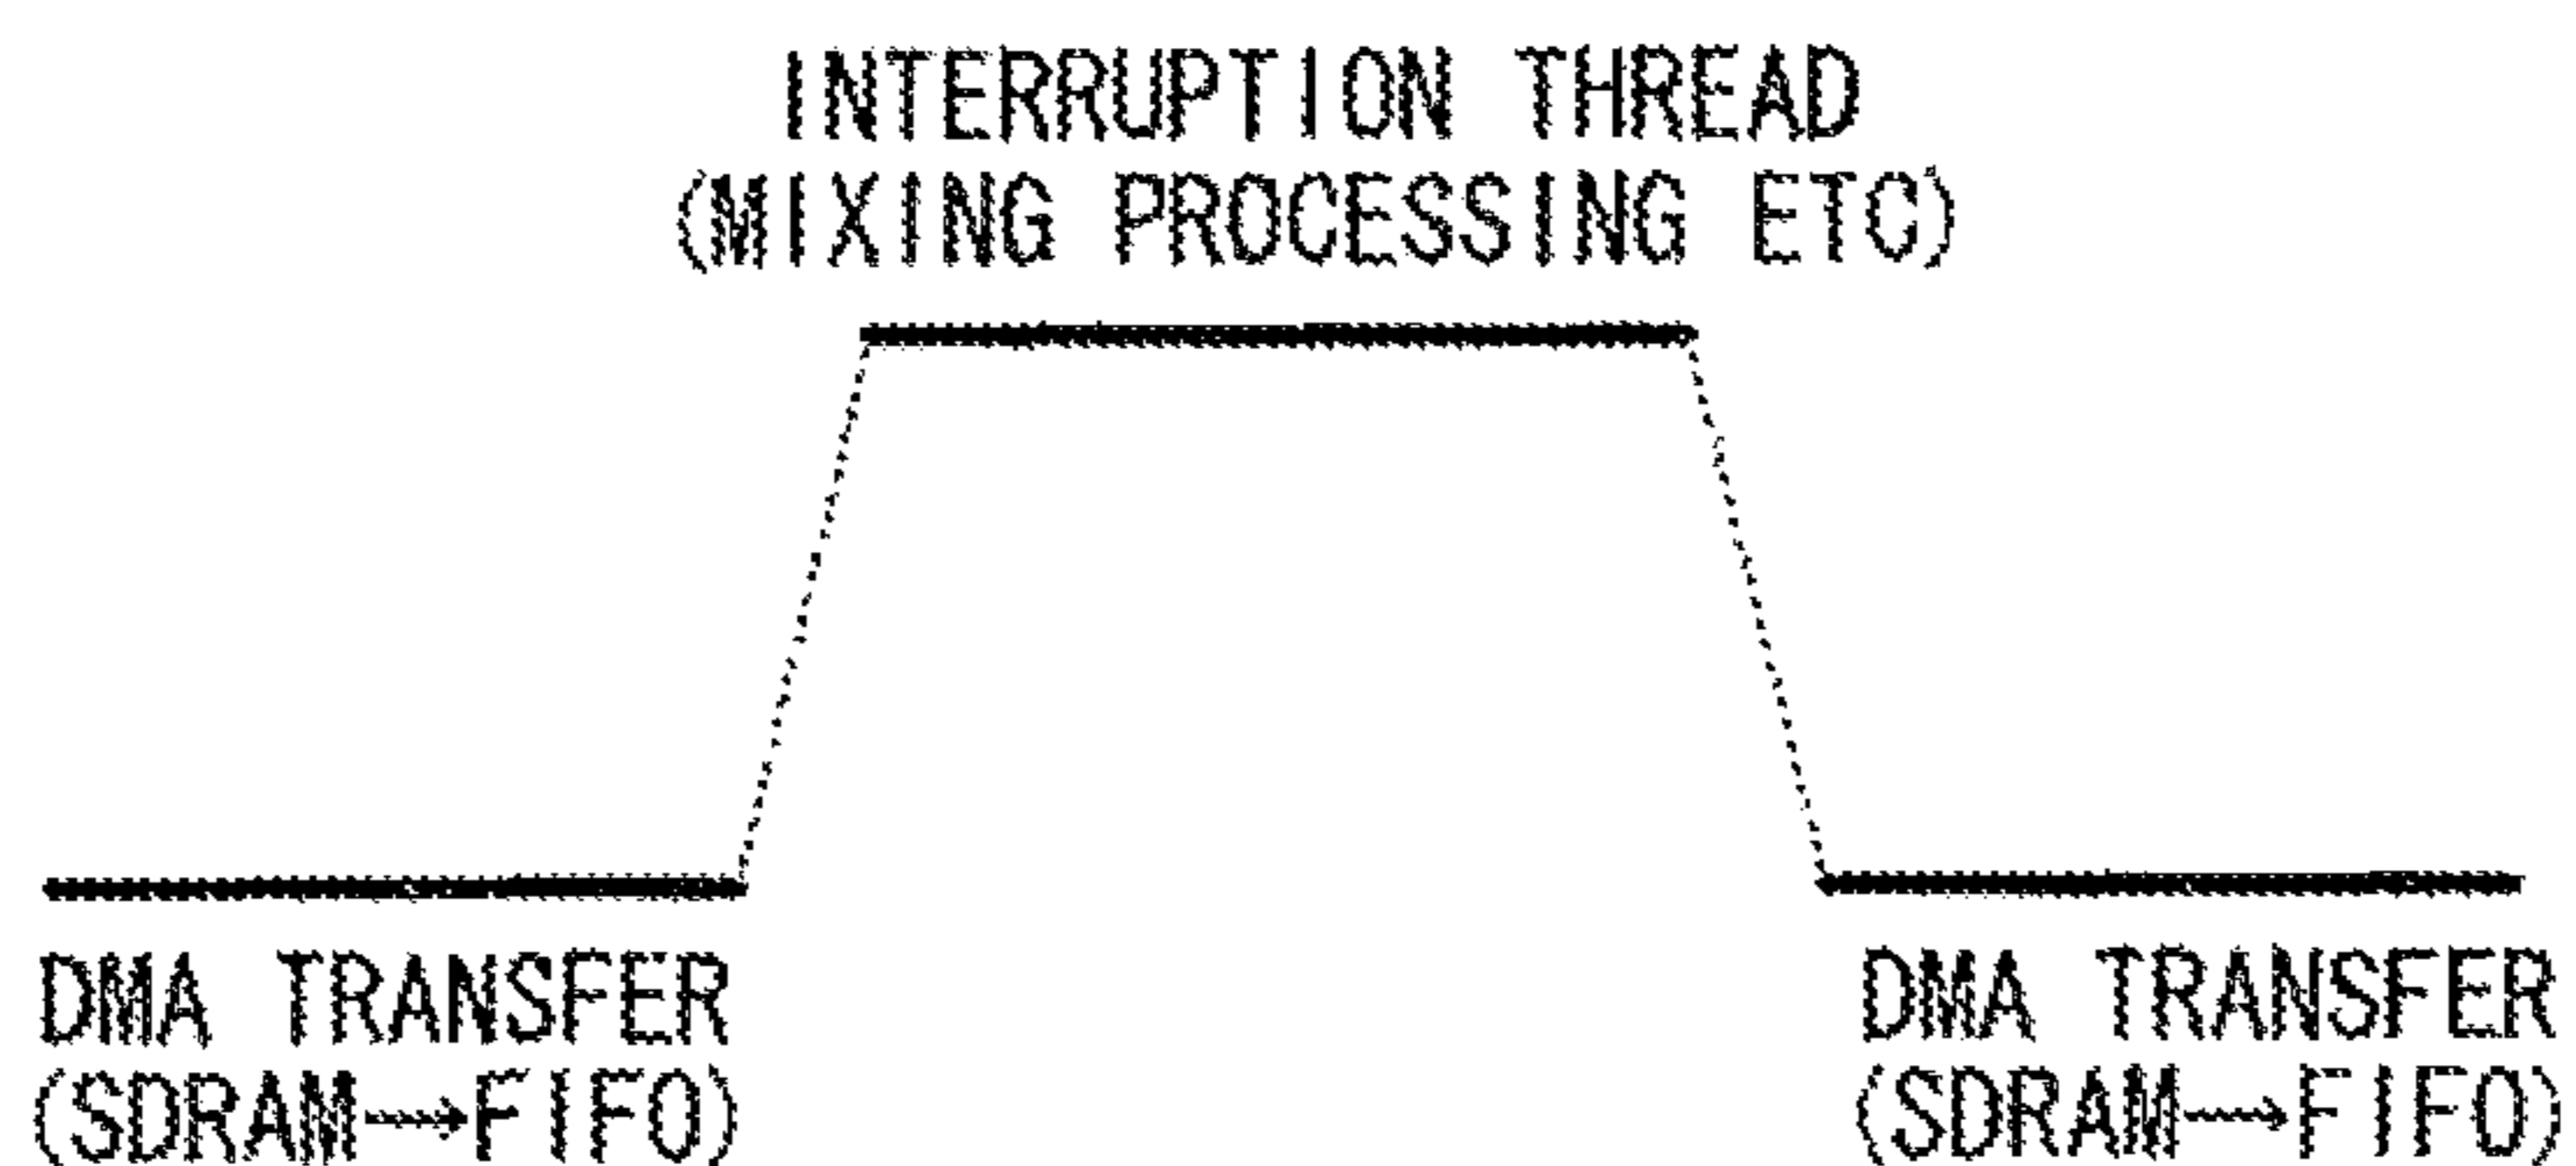 INTERRUPTION THREAD
(MIXING PROCESSING ETC)
DMA TRANSFER
(SDRAM→FIFO)
DMA TRANSFER
(SDRAM→FIFO)